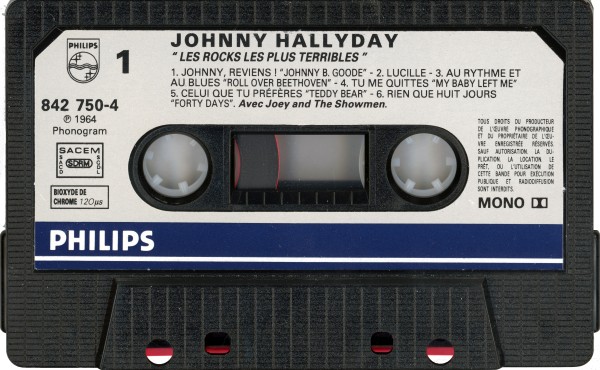 PHILIPS
1
JOHNNY HALLYDAY
"LES ROCKS LES PLUS TERRIBLES"
1. JOHNNY, REVIENS ! "JOHNNY B. GOODE" - 2. LUCILLE - 3. AU RYTHME ET
AU BLUES "ROLL OVER BEETHOVEN" - 4. TU ME QUITTES "MY BABY LEFT ME"
5. CELUI QUE TU PRÉFÈRES "TEDDY BEAR" - 6. RIEN QUE HUIT JOURS
"FORTY DAYS". Avec Joey and The Showmen.
842 750-4
℗ 1964
Phonogram
SACEM
SDRM
BIOXYDE DE
CHROME 120µs
TOUS DROITS DU PRODUCTEUR
DE L'ŒUVRE PHONOGRAPHIQUE
ET DU PROPRIÉTAIRE DE L'ŒU-
VRE ENREGISTRÉE RÉSERVÉS.
SAUF AUTORISATION, LA DU-
PLICATION, LA LOCATION, LE
PRÊT, OU L'UTILISATION DE
CETTE BANDE POUR EXÉCUTION
PUBLIQUE ET RADIODIFFUSION
SONT INTERDITS.
MONO
PHILIPS